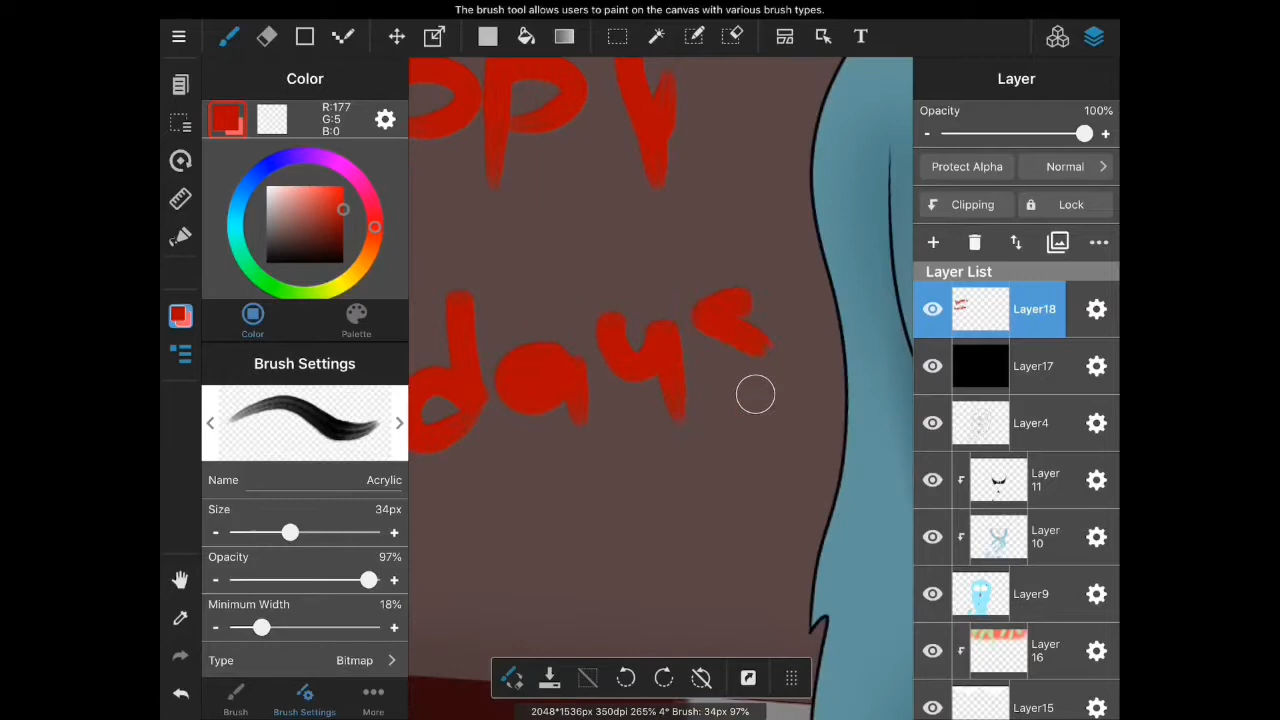 The brush tool allows users to paint on the canvas with various brush types.
Color
R:177
G:5
B:0
Color
Palette
Brush Settings
Name Acrylic
Size 34px
Opacity 97%
Minimum Width 18%
Type Bitmap
Brush
Brush Settings
More
oppy
days
2048*1536px 350dpi 265% 4° Brush: 34px 97%
Layer
Opacity 100%
Protect Alpha Normal
Clipping Lock
Layer List
Layer18
Layer17
Layer4
Layer
11
Layer
10
Layer9
Layer
16
Layer15